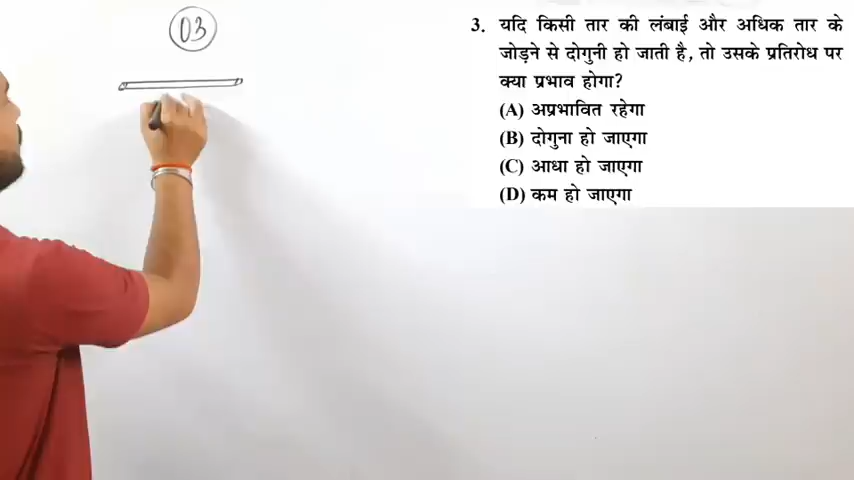 03
3. यदि किसी तार की लंबाई और अधिक तार के
जोड़ने से दोगुनी हो जाती है, तो उसके प्रतिरोध पर
क्या प्रभाव होगा?
(A) अप्रभावित रहेगा
(B) दोगुना हो जाएगा
(C) आधा हो जाएगा
(D) कम हो जाएगा